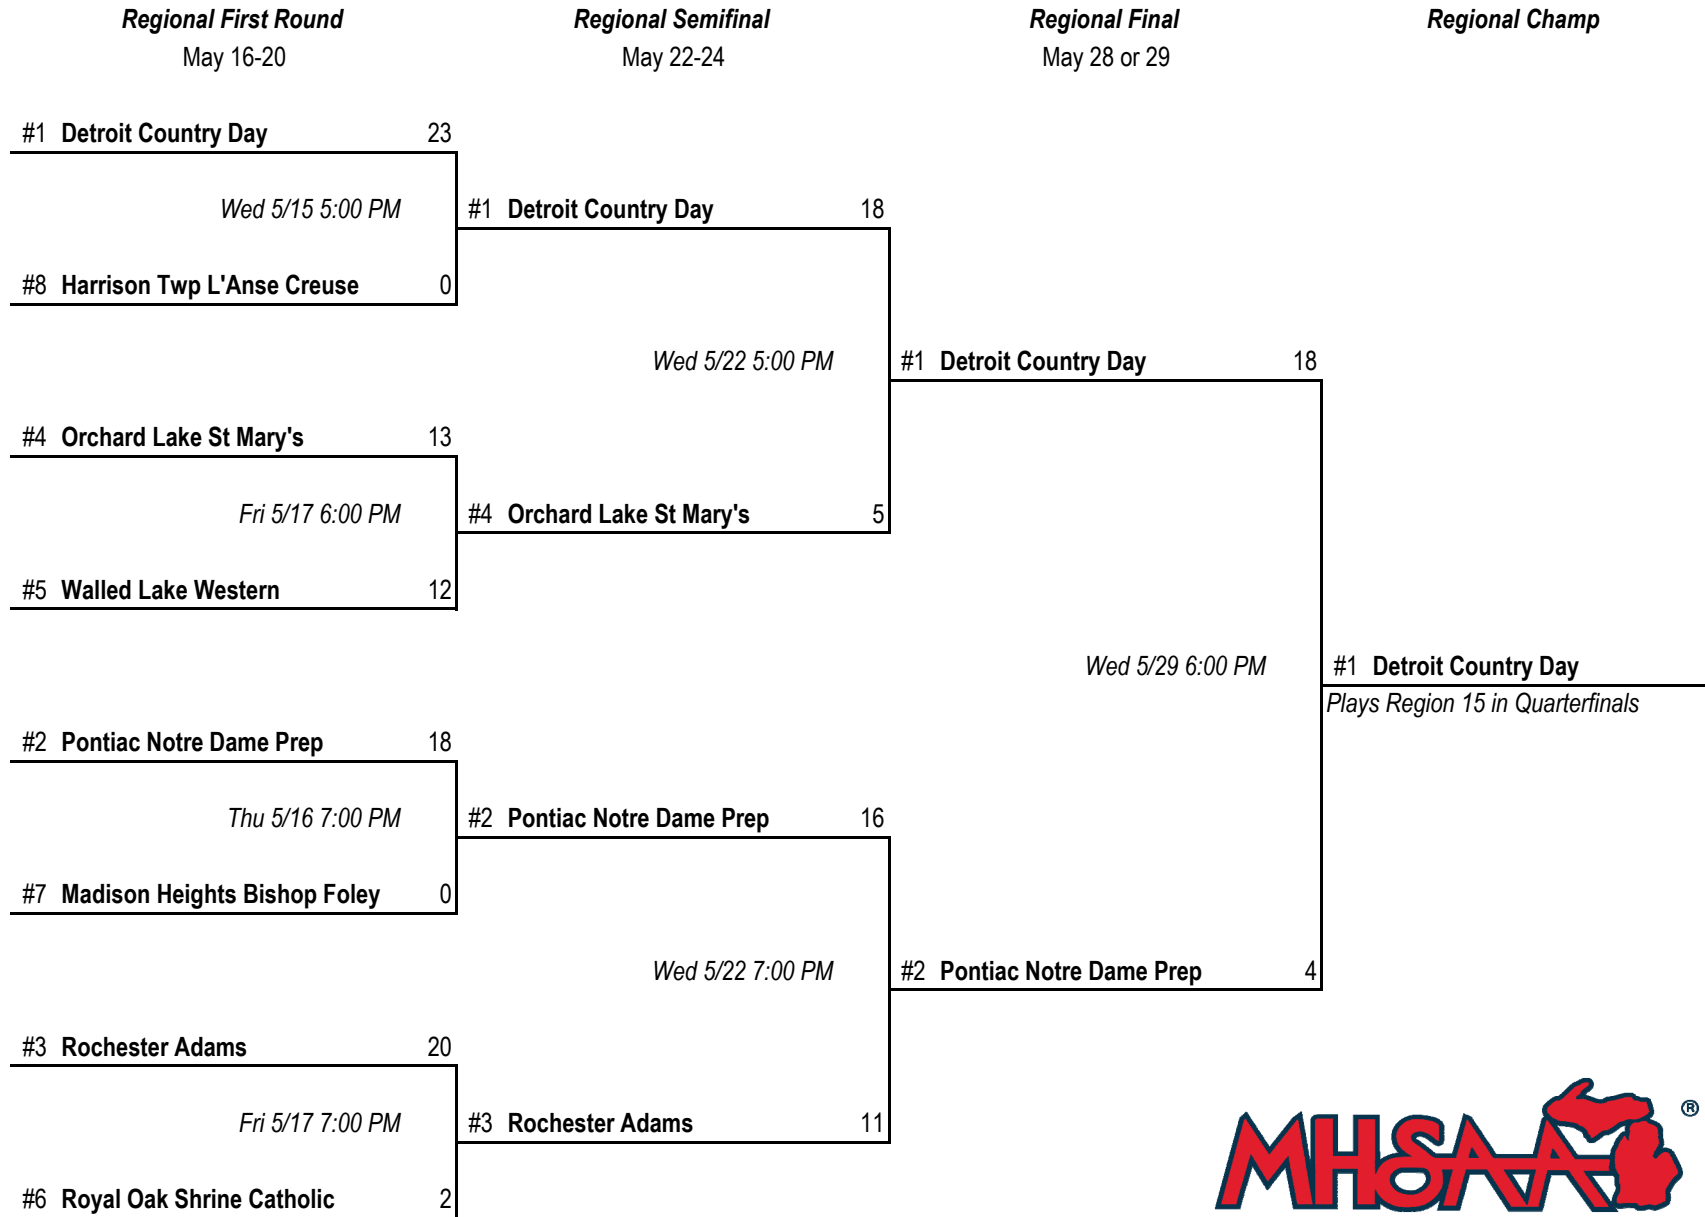 Regional First Round Regional Semifinal Regional Final Regional Champ
May 16-20 May 22-24 May 28 or 29
#1 Detroit Country Day 23
Wed 5/15 5:00 PM #1 Detroit Country Day 18
#8 Harrison Twp L'Anse Creuse 0
Wed 5/22 5:00 PM #1 Detroit Country Day 18
#4 Orchard Lake St Mary's 13
Fri 5/17 6:00 PM #4 Orchard Lake St Mary's 5
#5 Walled Lake Western 12
Wed 5/29 6:00 PM #1 Detroit Country Day
Plays Region 15 in Quarterfinals
#2 Pontiac Notre Dame Prep 18
Thu 5/16 7:00 PM #2 Pontiac Notre Dame Prep 16
#7 Madison Heights Bishop Foley 0
Wed 5/22 7:00 PM #2 Pontiac Notre Dame Prep 4
#3 Rochester Adams 20
Fri 5/17 7:00 PM #3 Rochester Adams 11
MHSAA ®
#6 Royal Oak Shrine Catholic 2